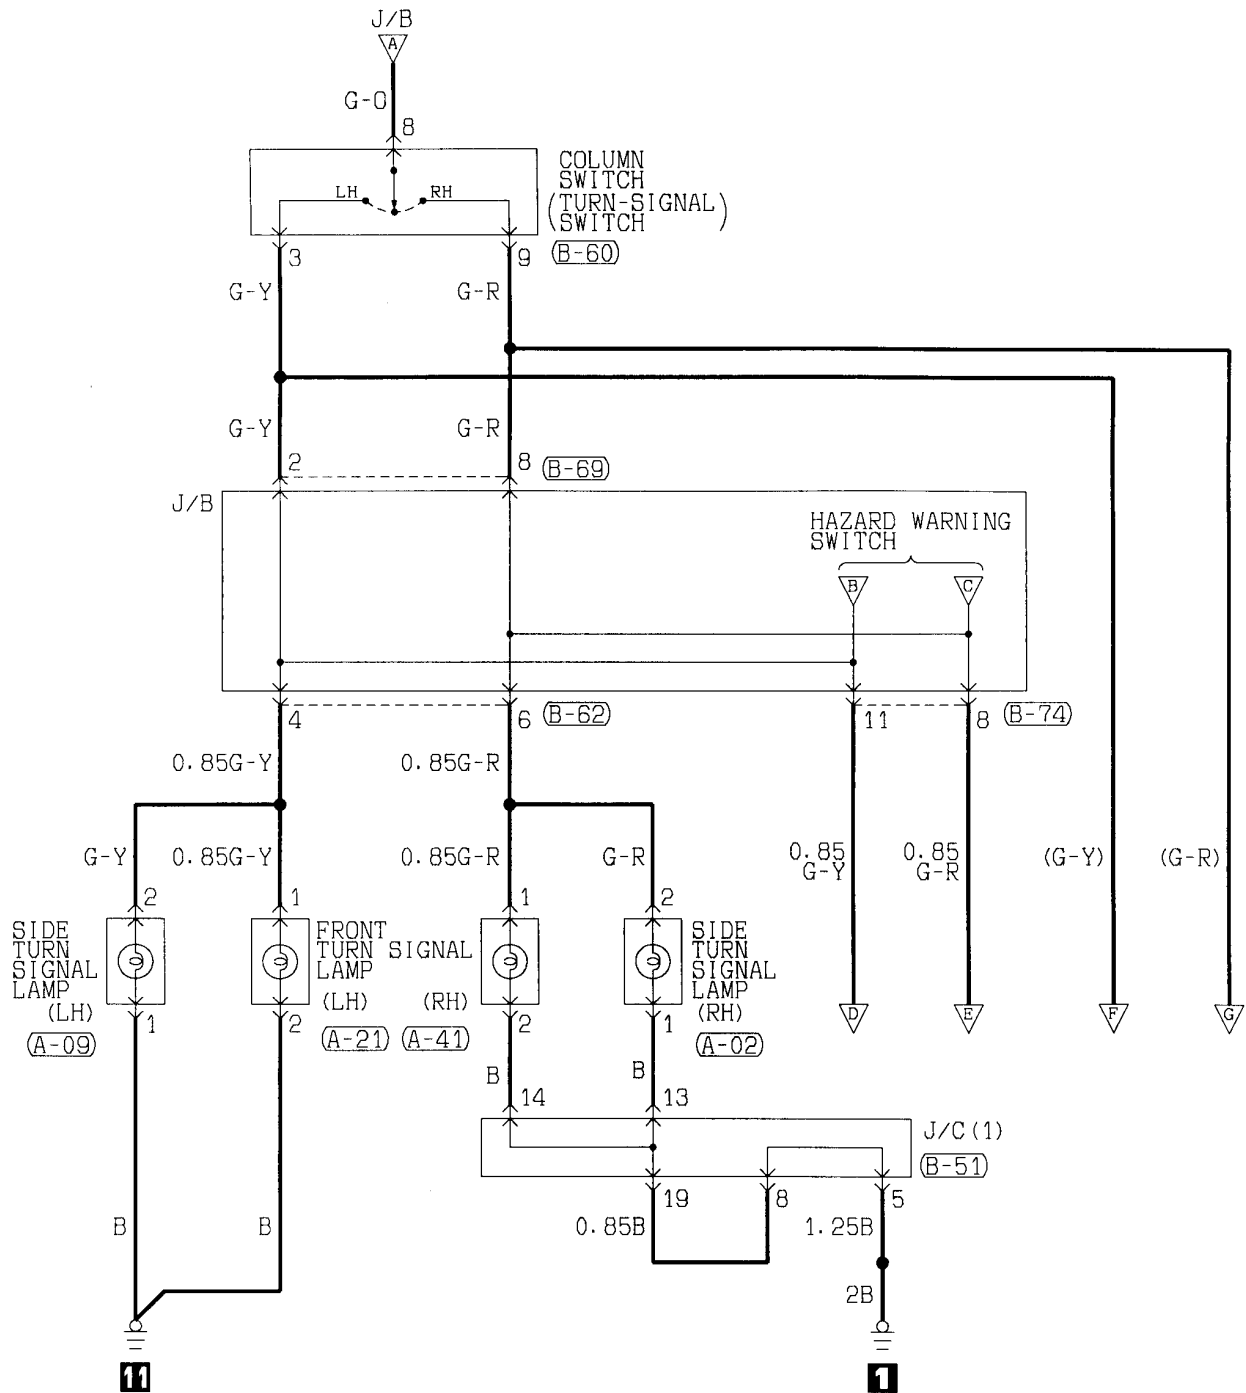 J/B
A
G-O
8
COLUMN
SWITCH
(TURN-SIGNAL
SWITCH)
LH
RH
3
9
(B-60)
G-Y
G-R
G-Y
G-R
2
8
(B-69)
J/B
HAZARD WARNING
SWITCH
B
C
4
6
(B-62)
11
8
(B-74)
0.85G-Y
0.85G-R
G-Y
0.85G-Y
0.85G-R
G-R
0.85
G-Y
0.85
G-R
(G-Y)
(G-R)
2
1
1
2
SIDE
TURN
SIGNAL
LAMP
(LH)
FRONT
TURN SIGNAL
LAMP
(LH)
(RH)
SIDE
TURN
SIGNAL
LAMP
(RH)
D
E
F
G
1
2
2
1
(A-09)
(A-21)
(A-41)
(A-02)
B
B
14
13
J/C(1)
(B-51)
19
8
5
B
B
0.85B
1.25B
2B
11
1